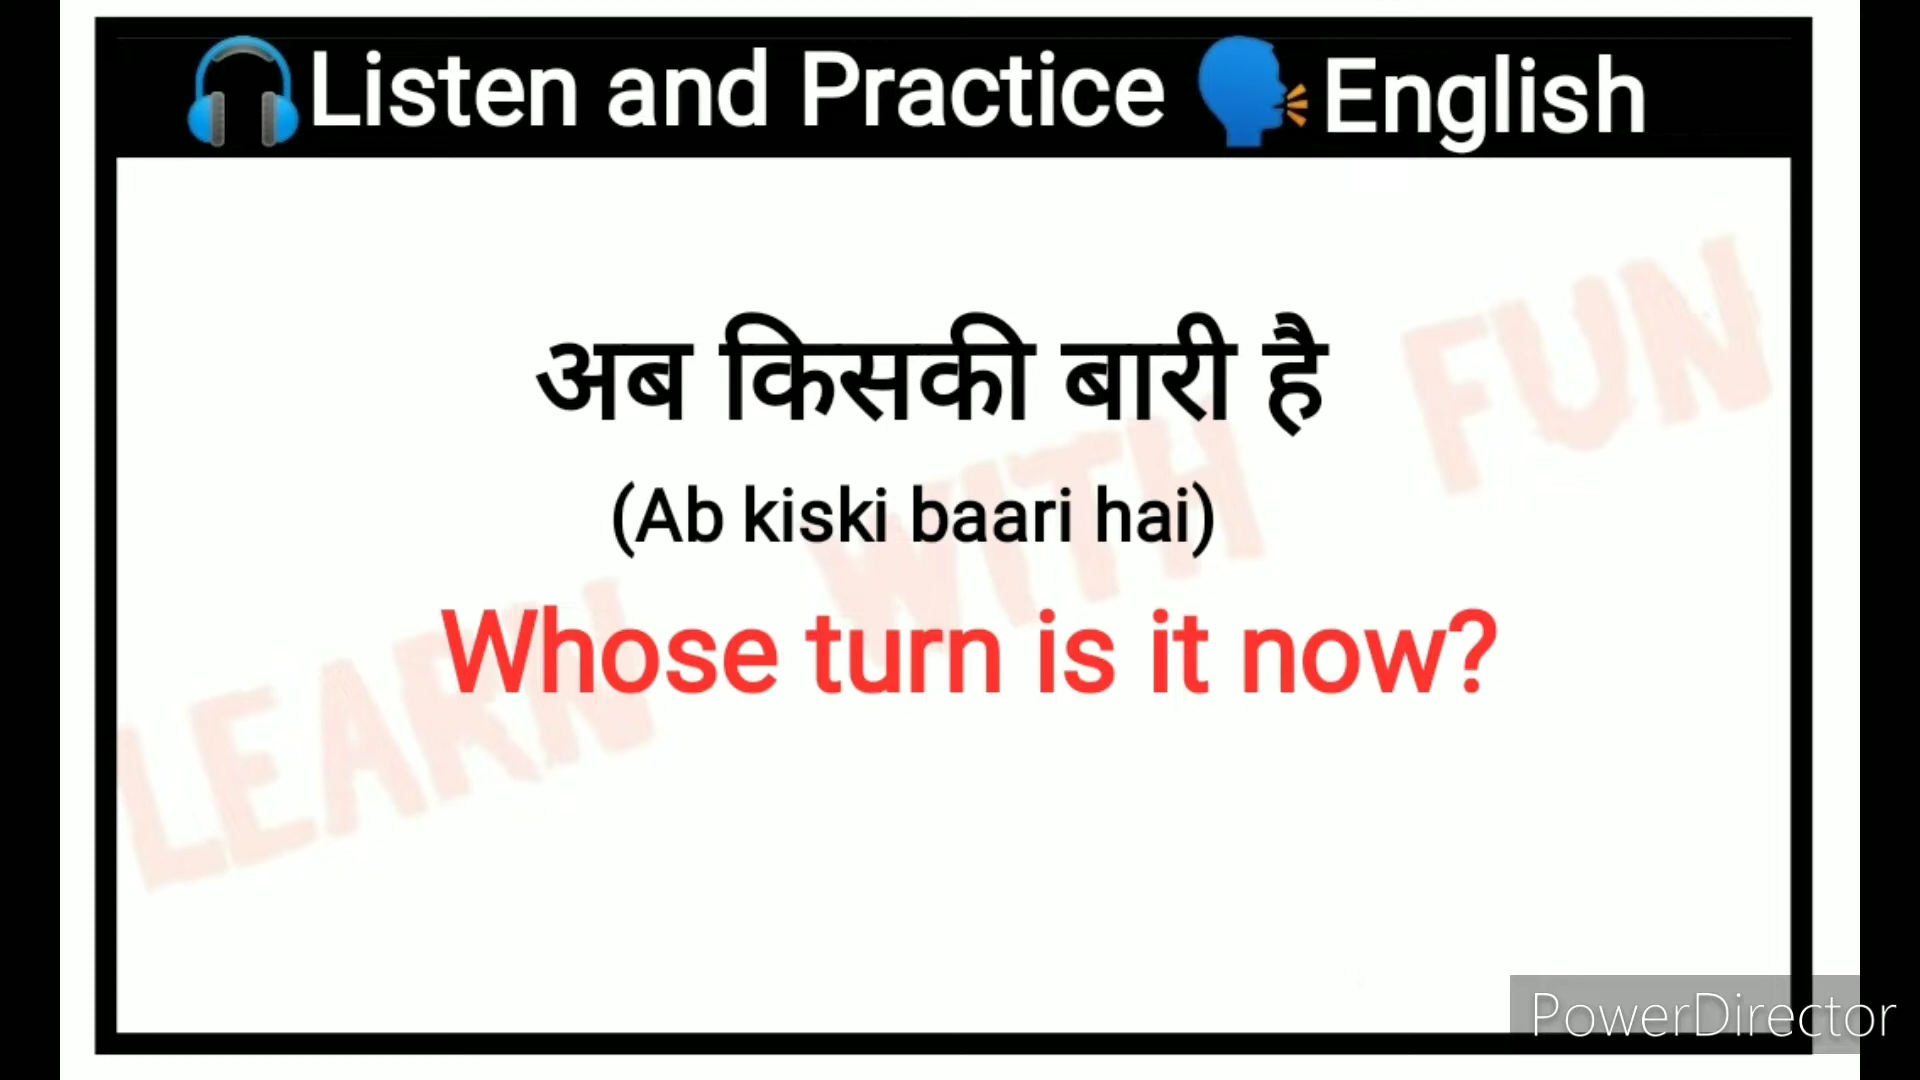 🎧Listen and Practice 🗣English
अब किसकी बारी है
(Ab kiski baari hai)
Whose turn is it now?
LEARN WITH FUN
PowerDirector